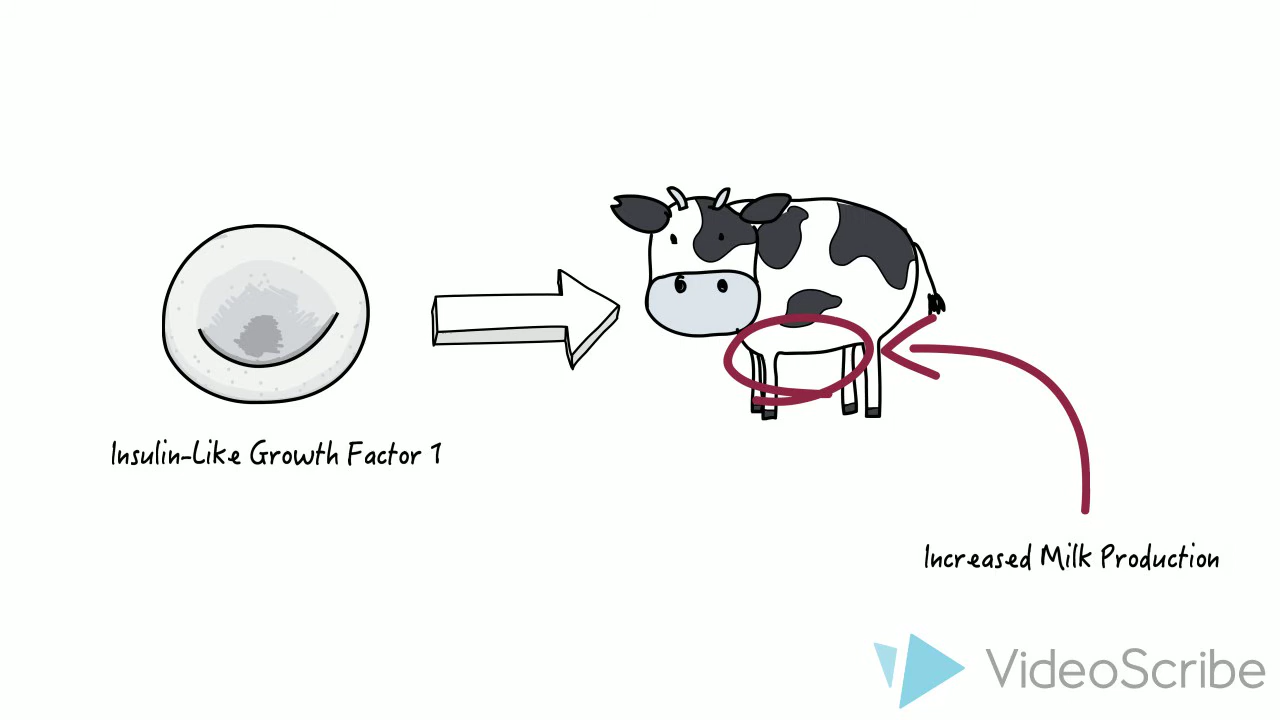 Insulin-Like Growth Factor 1
Increased Milk Production
VideoScribe